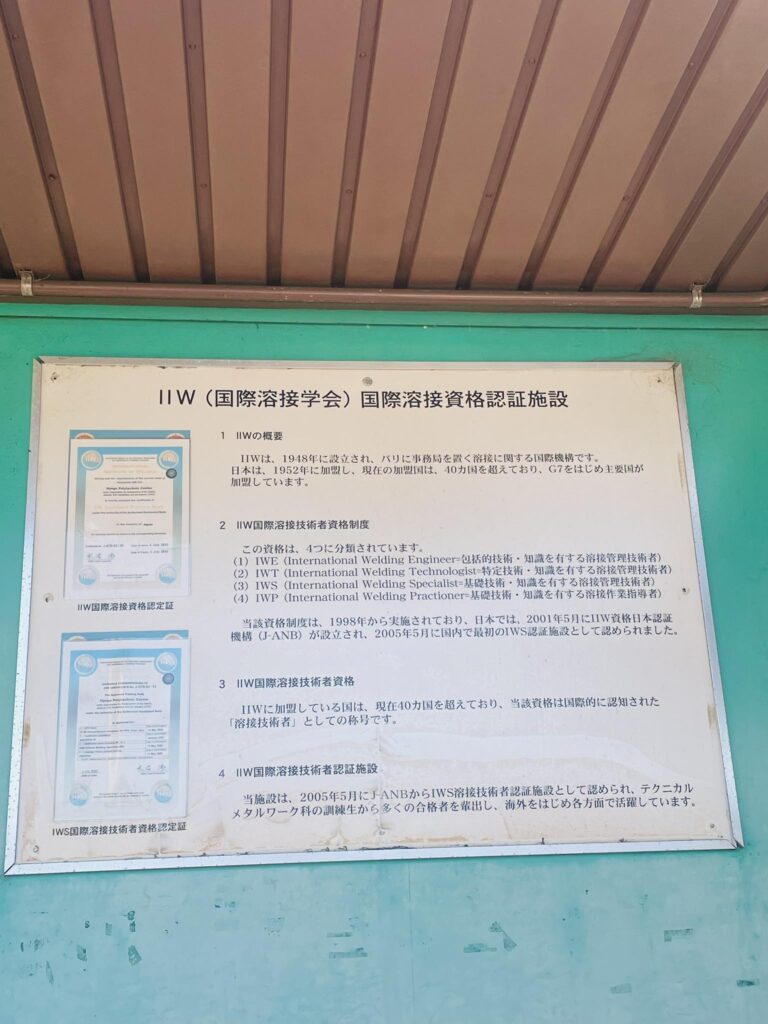 IIW（国際溶接学会）国際溶接資格認証施設
1 IIWの概要
IIWは、1948年に設立され、パリに事務局を置く溶接に関する国際機構です。
日本は、1952年に加盟し、現在の加盟国は、40カ国を超えており、G7をはじめ主要国が
加盟しています。
2 IIW国際溶接技術者資格制度
この資格は、4つに分類されています。
(1) IWE（International Welding Engineer=包括的技術・知識を有する溶接管理技術者）
(2) IWT（International Welding Technologist=特定技術・知識を有する溶接管理技術者）
(3) IWS（International Welding Specialist=基礎技術・知識を有する溶接管理技術者）
(4) IWP（International Welding Practioner=基礎技術・知識を有する溶接作業指導者）
当該資格制度は、1998年から実施されており、日本では、2001年5月にIIW資格日本認証
機構（J-ANB）が設立され、2005年5月に国内で最初のIWS認証施設として認められました。
3 IIW国際溶接技術者資格
IIWに加盟している国は、現在40カ国を超えており、当該資格は国際的に認知された
「溶接技術者」としての称号です。
4 IIW国際溶接技術者認証施設
当施設は、2005年5月にJ-ANBからIWS溶接技術者認証施設として認められ、テクニカル
メタルワーク科の訓練生から多くの合格者を輩出し、海外をはじめ各方面で活躍しています。
Hyogo Polytechnic Center
IIW国際溶接資格認定証
Hyogo Polytechnic Center
IWS国際溶接技術者資格認定証